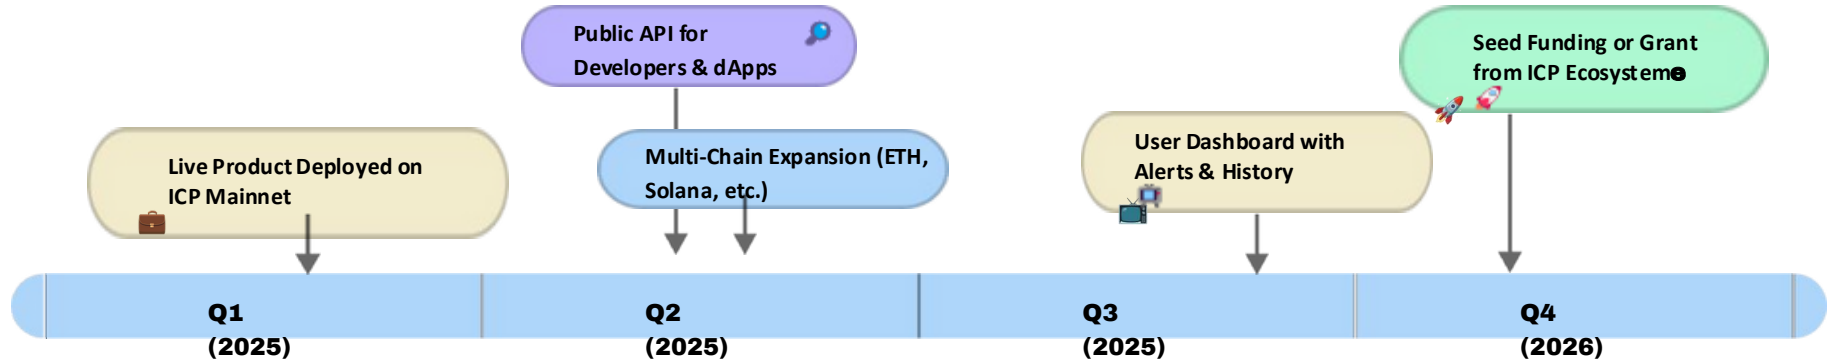 Public API for
Developers & dApps
Seed Funding or Grant
from ICP Ecosystem
Live Product Deployed on
ICP Mainnet
Multi-Chain Expansion (ETH,
Solana, etc.)
User Dashboard with
Alerts & History
Q1
(2025)
Q2
(2025)
Q3
(2025)
Q4
(2026)